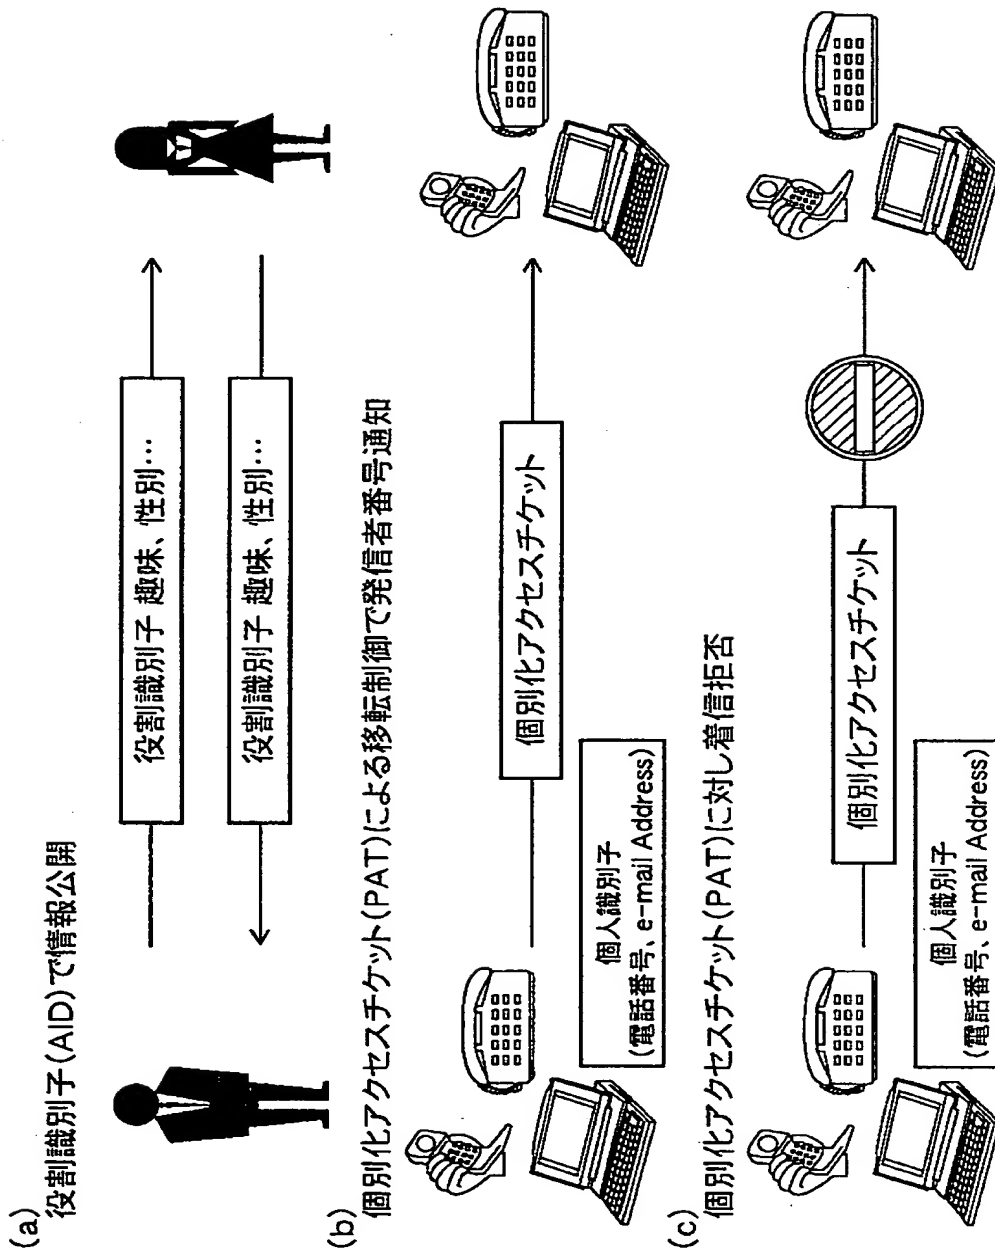 (a)
役割識別子(AID)で情報公開
役割識別子 趣味、性別…
役割識別子 趣味、性別…
(b)
個別化アクセスチケット(PAT)による移転制御で発信者番号通知
個別化アクセスチケット
個人識別子
(電話番号、e-mail Address)
(c)
個別化アクセスチケット(PAT)に対し着信拒否
個別化アクセスチケット
個人識別子
(電話番号、e-mail Address)